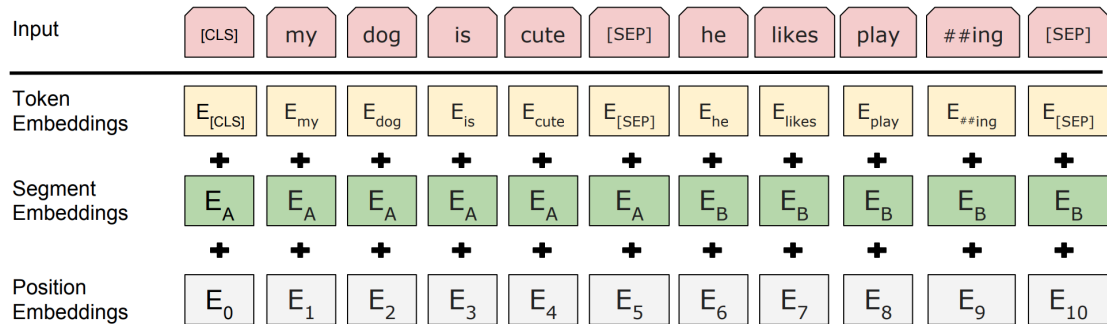 Input [CLS] my dog is cute [SEP] he likes play ##ing [SEP]
Token Embeddings E[CLS] Emy Edog Eis Ecute E[SEP] Ehe Elikes Eplay E##ing E[SEP]
+ + + + + + + + + + +
Segment Embeddings EA EA EA EA EA EA EB EB EB EB EB
+ + + + + + + + + + +
Position Embeddings E0 E1 E2 E3 E4 E5 E6 E7 E8 E9 E10